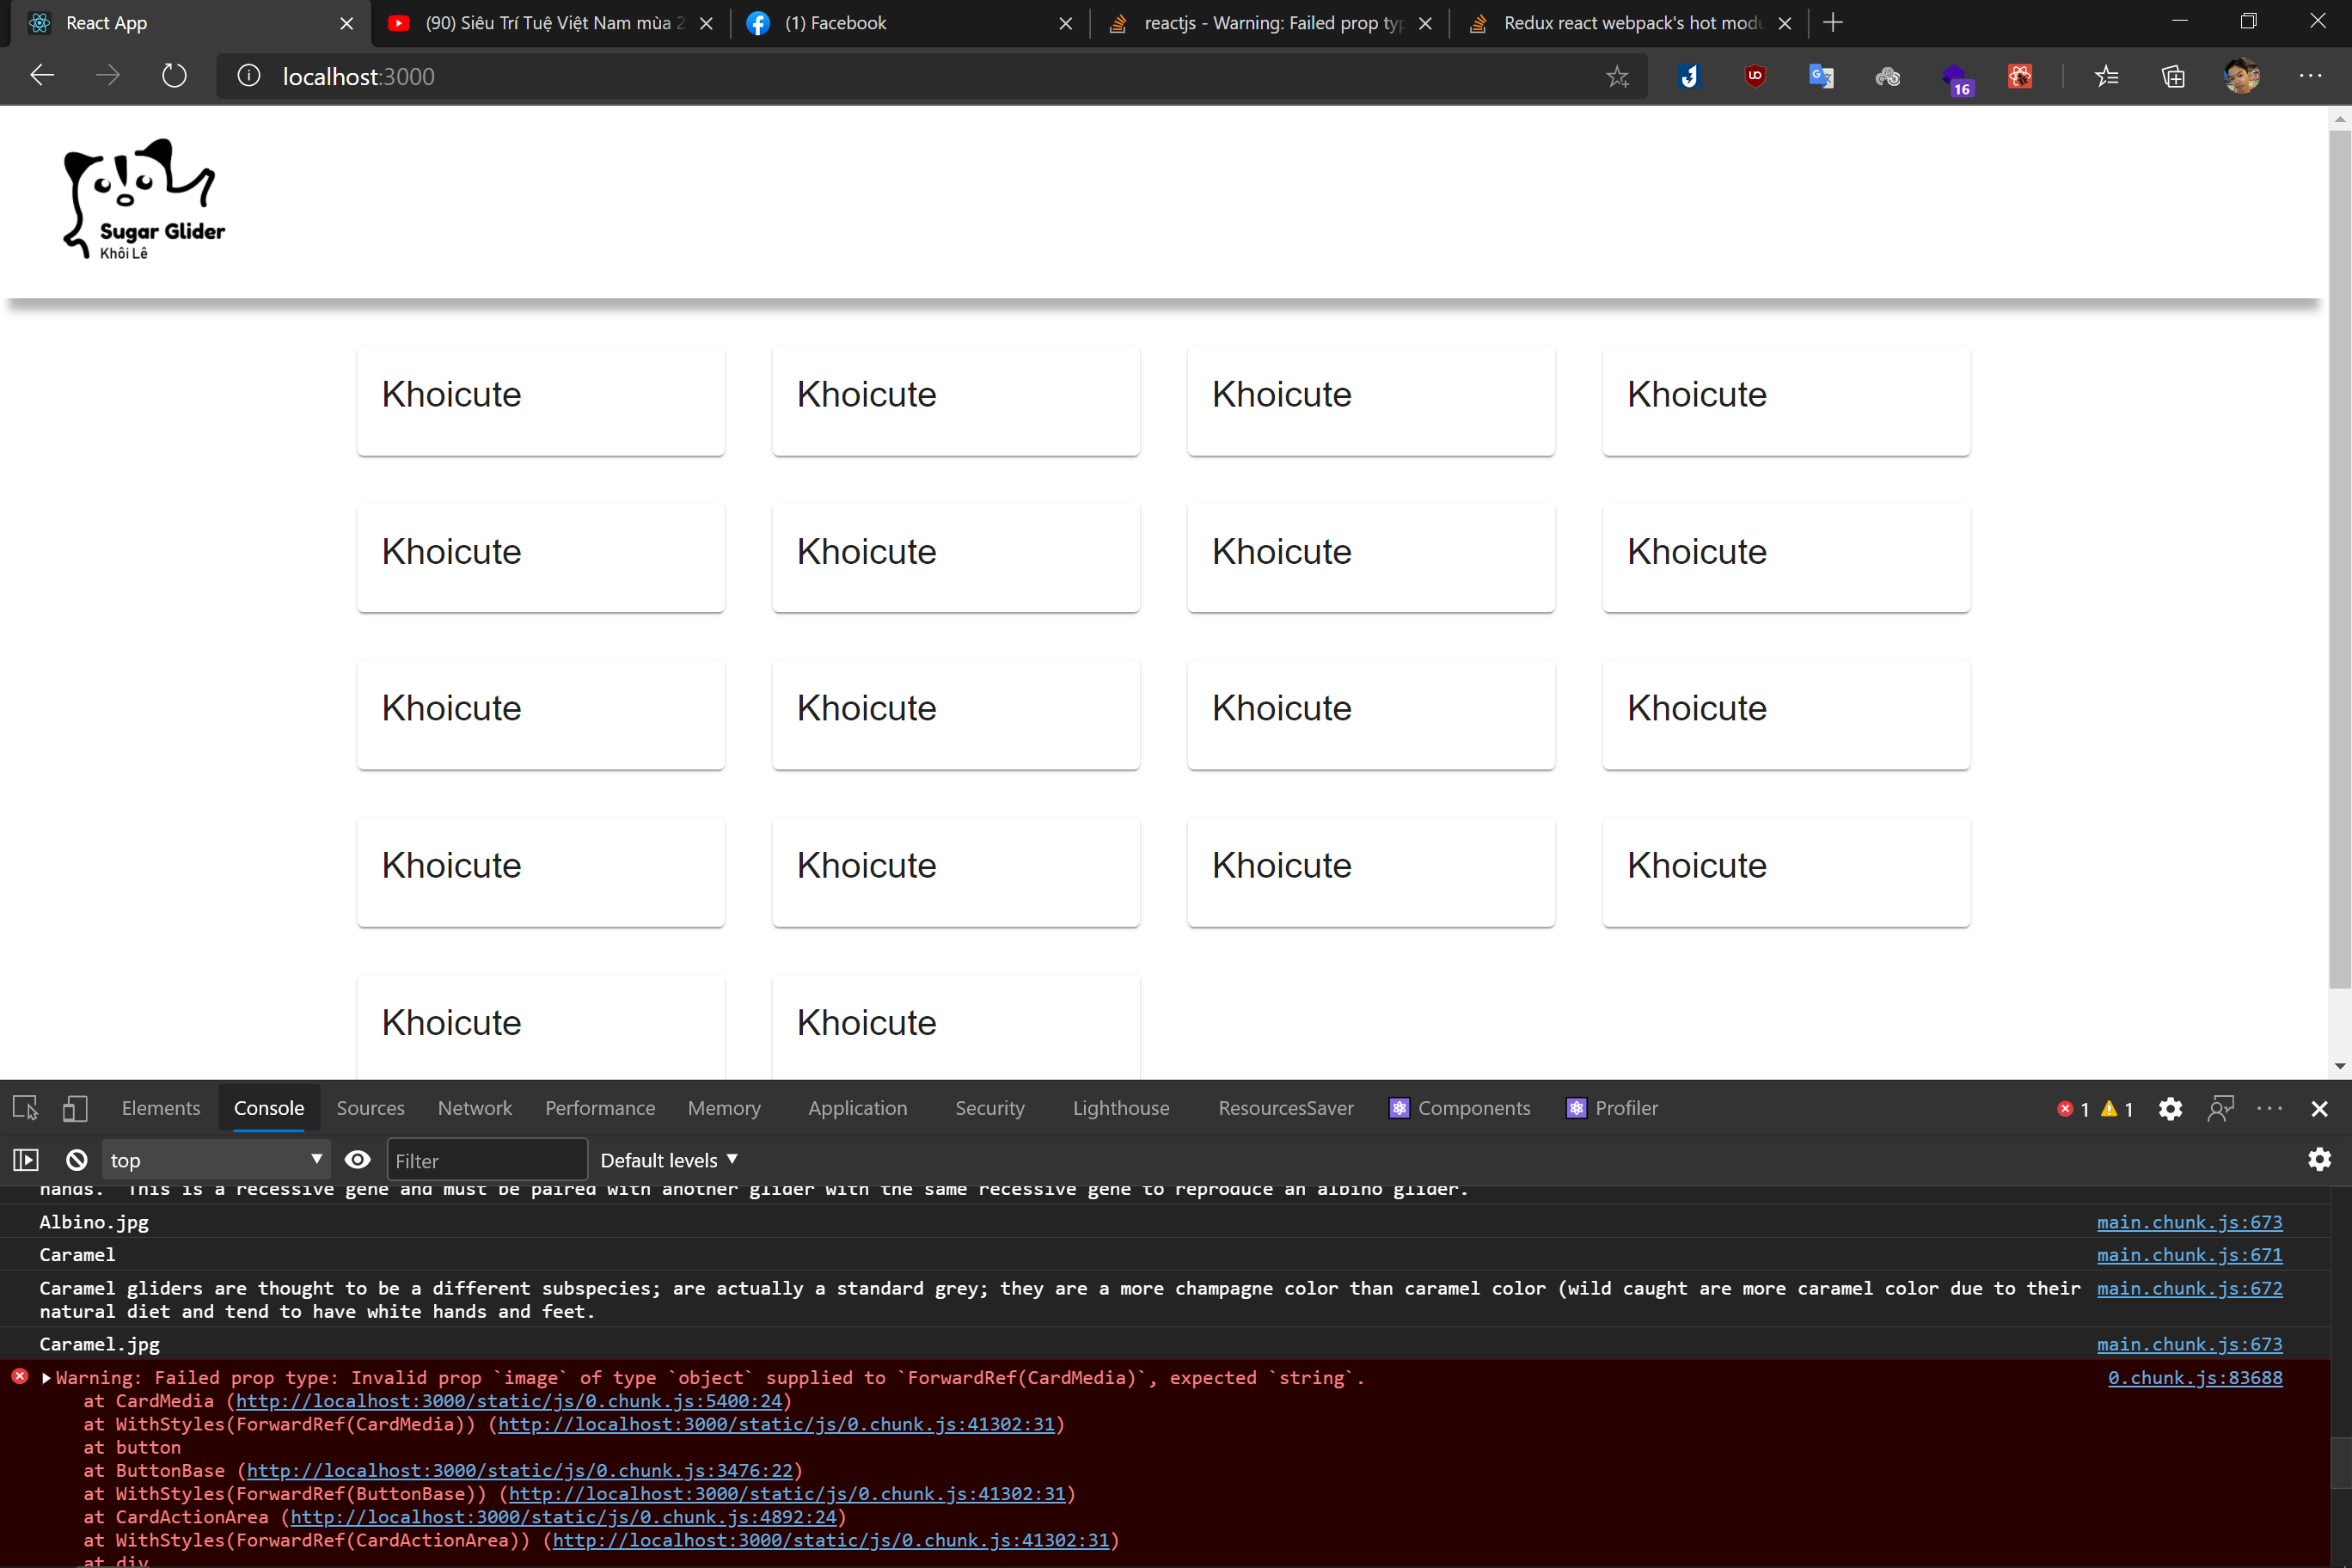 React App
(90) Siêu Trí Tuệ Việt Nam mùa 2
(1) Facebook
reactjs - Warning: Failed prop typ
Redux react webpack's hot modu
localhost:3000
16
Sugar Glider
Khôi Lê
Khoicute Khoicute Khoicute Khoicute
Khoicute Khoicute Khoicute Khoicute
Khoicute Khoicute Khoicute Khoicute
Khoicute Khoicute Khoicute Khoicute
Khoicute Khoicute
Elements Console Sources Network Performance Memory Application Security Lighthouse ResourcesSaver Components Profiler 1 1
top Filter Default levels
hands. This is a recessive gene and must be paired with another glider with the same recessive gene to reproduce an albino glider.
Albino.jpg main.chunk.js:673
Caramel main.chunk.js:671
Caramel gliders are thought to be a different subspecies; are actually a standard grey; they are a more champagne color than caramel color (wild caught are more caramel color due to their main.chunk.js:672
natural diet and tend to have white hands and feet.
Caramel.jpg main.chunk.js:673
Warning: Failed prop type: Invalid prop `image` of type `object` supplied to `ForwardRef(CardMedia)`, expected `string`. 0.chunk.js:83688
at CardMedia (http://localhost:3000/static/js/0.chunk.js:5400:24)
at WithStyles(ForwardRef(CardMedia)) (http://localhost:3000/static/js/0.chunk.js:41302:31)
at button
at ButtonBase (http://localhost:3000/static/js/0.chunk.js:3476:22)
at WithStyles(ForwardRef(ButtonBase)) (http://localhost:3000/static/js/0.chunk.js:41302:31)
at CardActionArea (http://localhost:3000/static/js/0.chunk.js:4892:24)
at WithStyles(ForwardRef(CardActionArea)) (http://localhost:3000/static/js/0.chunk.js:41302:31)
at div